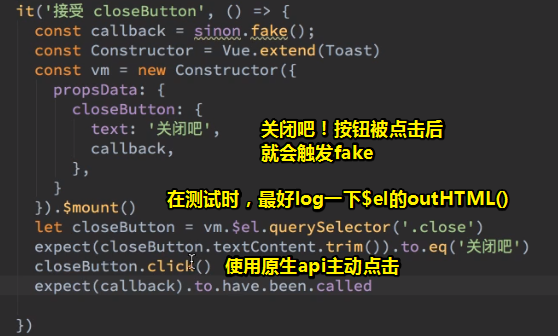 it('接受 closeButton', () => {
const callback = sinon.fake();
const Constructor = Vue.extend(Toast)
const vm = new Constructor({
propsData: {
closeButton: {
text: '关闭吧',
callback,
},
}
}).$mount()
let closeButton = vm.$el.querySelector('.close')
expect(closeButton.textContent.trim()).to.eq('关闭吧')
closeButton.click()
expect(callback).to.have.been.called
})
关闭吧！按钮被点击后
就会触发fake
在测试时，最好log一下$el的outHTML()
使用原生api主动点击